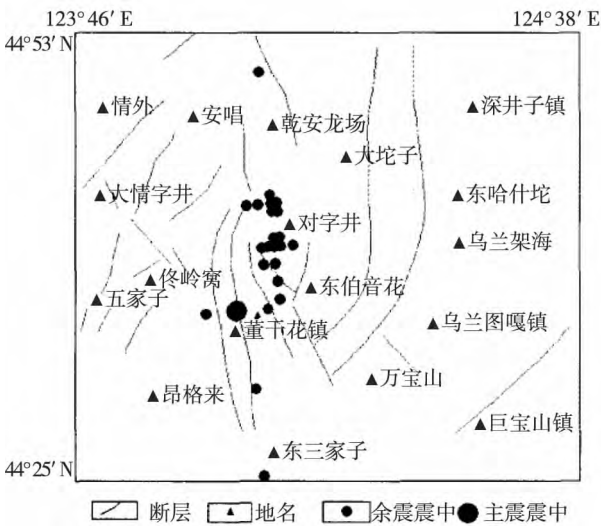 123°46′ E 124°38′ E
44°53′ N
情外
安唱
乾安龙场
深井子镇
大坨子
大情字井
东哈什坨
对字井
乌兰架海
佟岭窝
东伯音花
五家子
董干花镇
乌兰图嘎镇
万宝山
昂格来
巨宝山镇
东三家子
44°25′ N
断层 地名 余震震中 主震震中